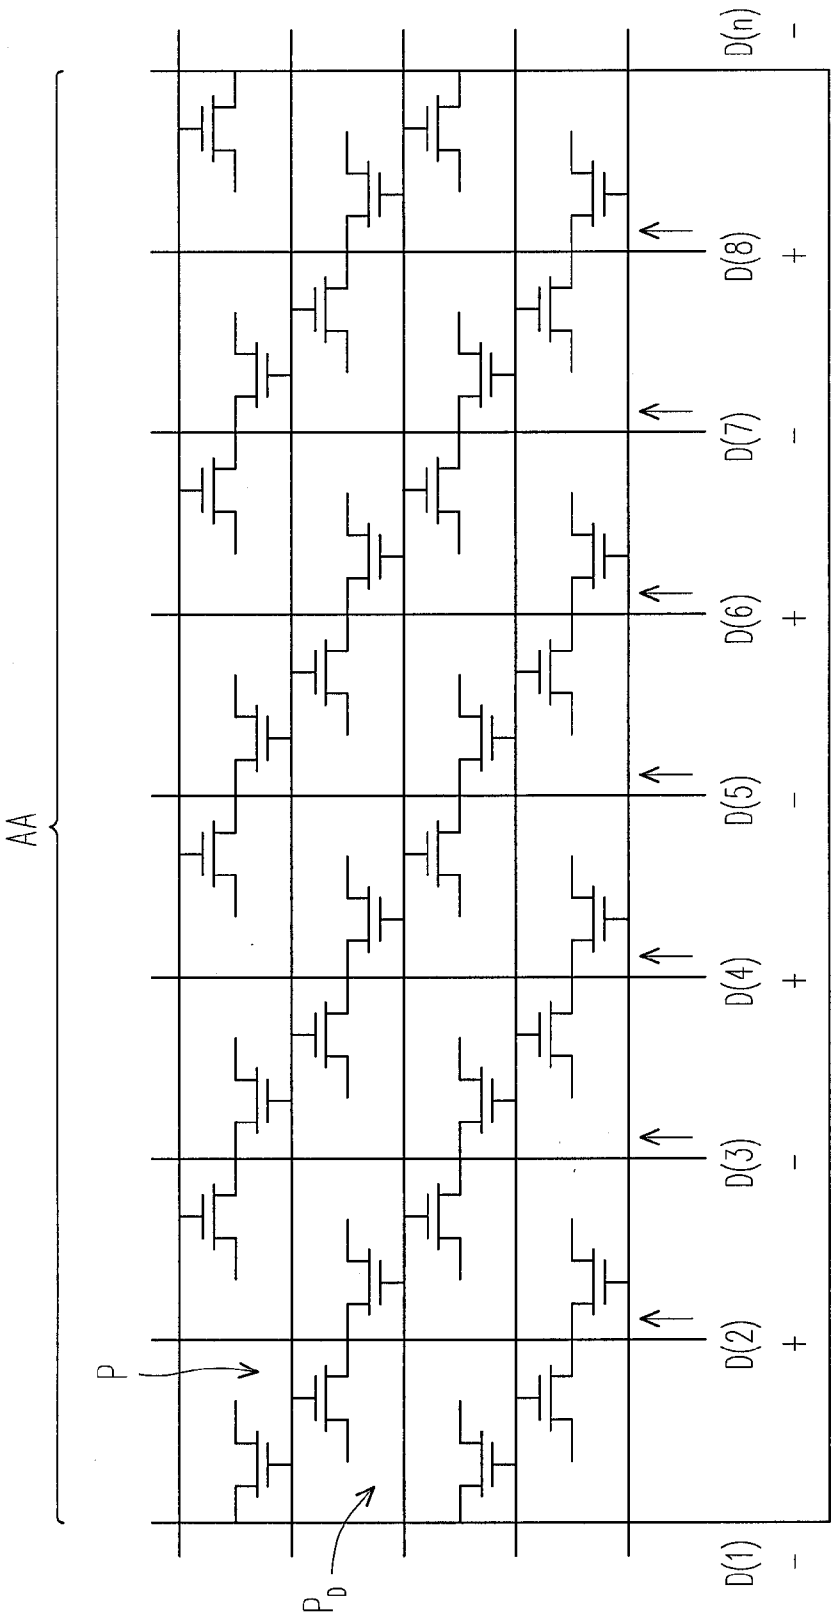 AA
P
P_D
D(1) D(2) D(3) D(4) D(5) D(6) D(7) D(8) D(n)
- + - + - + - + -